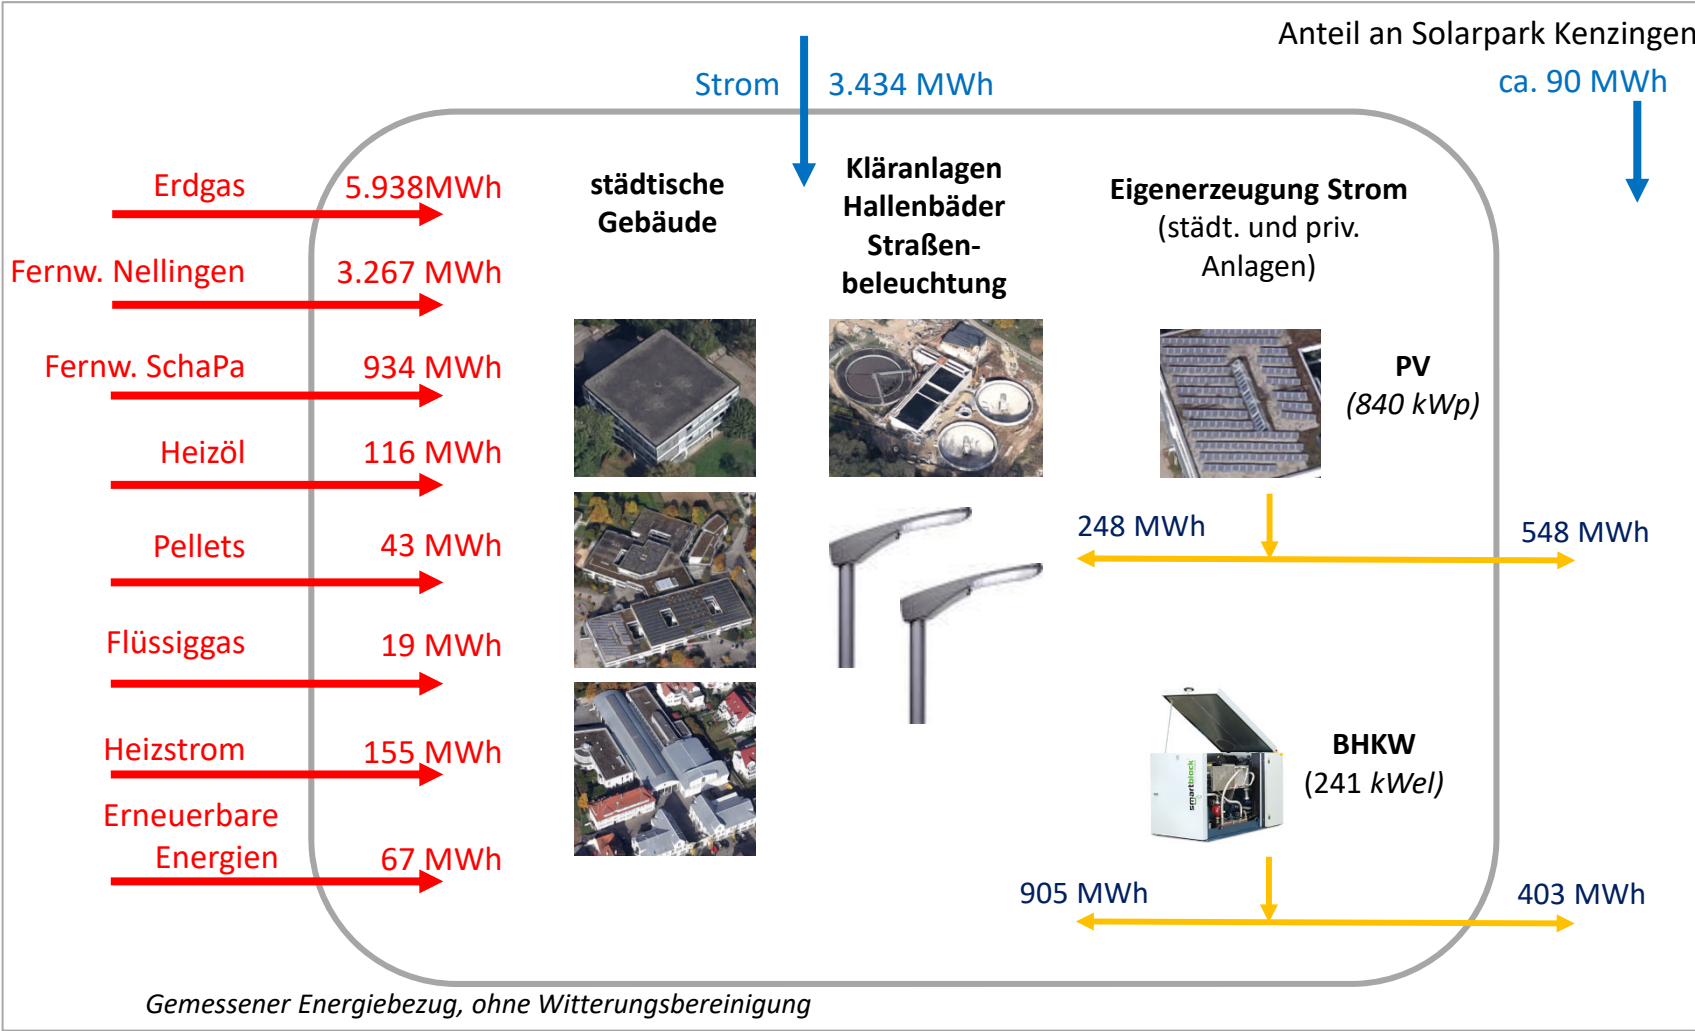 Anteil an Solarpark Kenzingen
ca. 90 MWh
Strom 3.434 MWh
Erdgas 5.938MWh
Fernw. Nellingen 3.267 MWh
Fernw. SchaPa 934 MWh
Heizöl 116 MWh
Pellets 43 MWh
Flüssiggas 19 MWh
Heizstrom 155 MWh
Erneuerbare
Energien 67 MWh
städtische
Gebäude
Kläranlagen
Hallenbäder
Straßen-
beleuchtung
Eigenerzeugung Strom
(städt. und priv.
Anlagen)
PV
(840 kWp)
248 MWh
548 MWh
smartblock
BHKW
(241 kWel)
905 MWh
403 MWh
Gemessener Energiebezug, ohne Witterungsbereinigung